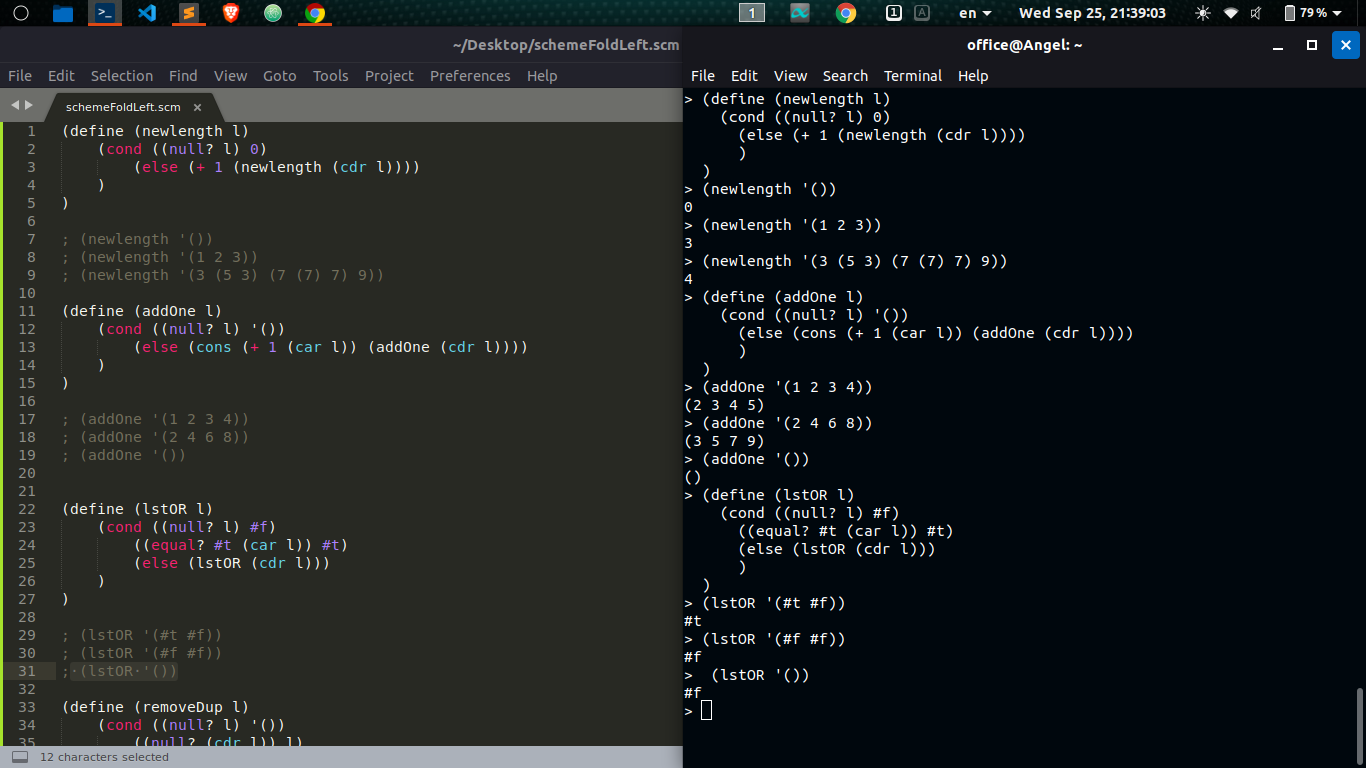 1
1
A
en
Wed Sep 25, 21:39:03
79 %
~/Desktop/schemeFoldLeft.scm
File Edit Selection Find View Goto Tools Project Preferences Help
schemeFoldLeft.scm ×
1 (define (newlength l)
2 (cond ((null? l) 0)
3 (else (+ 1 (newlength (cdr l))))
4 )
5 )
6
7 ; (newlength '())
8 ; (newlength '(1 2 3))
9 ; (newlength '(3 (5 3) (7 (7) 7) 9))
10
11 (define (addOne l)
12 (cond ((null? l) '())
13 (else (cons (+ 1 (car l)) (addOne (cdr l))))
14 )
15 )
16
17 ; (addOne '(1 2 3 4))
18 ; (addOne '(2 4 6 8))
19 ; (addOne '())
20
21
22 (define (lstOR l)
23 (cond ((null? l) #f)
24 ((equal? #t (car l)) #t)
25 (else (lstOR (cdr l)))
26 )
27 )
28
29 ; (lstOR '(#t #f))
30 ; (lstOR '(#f #f))
31 ;·(lstOR·'())
32
33 (define (removeDup l)
34 (cond ((null? l) '())
35 ((null? (cdr l)) l)
12 characters selected
office@Angel: ~
File Edit View Search Terminal Help
> (define (newlength l)
(cond ((null? l) 0)
(else (+ 1 (newlength (cdr l))))
)
)
> (newlength '())
0
> (newlength '(1 2 3))
3
> (newlength '(3 (5 3) (7 (7) 7) 9))
4
> (define (addOne l)
(cond ((null? l) '())
(else (cons (+ 1 (car l)) (addOne (cdr l))))
)
)
> (addOne '(1 2 3 4))
(2 3 4 5)
> (addOne '(2 4 6 8))
(3 5 7 9)
> (addOne '())
()
> (define (lstOR l)
(cond ((null? l) #f)
((equal? #t (car l)) #t)
(else (lstOR (cdr l)))
)
)
> (lstOR '(#t #f))
#t
> (lstOR '(#f #f))
#f
> (lstOR '())
#f
>